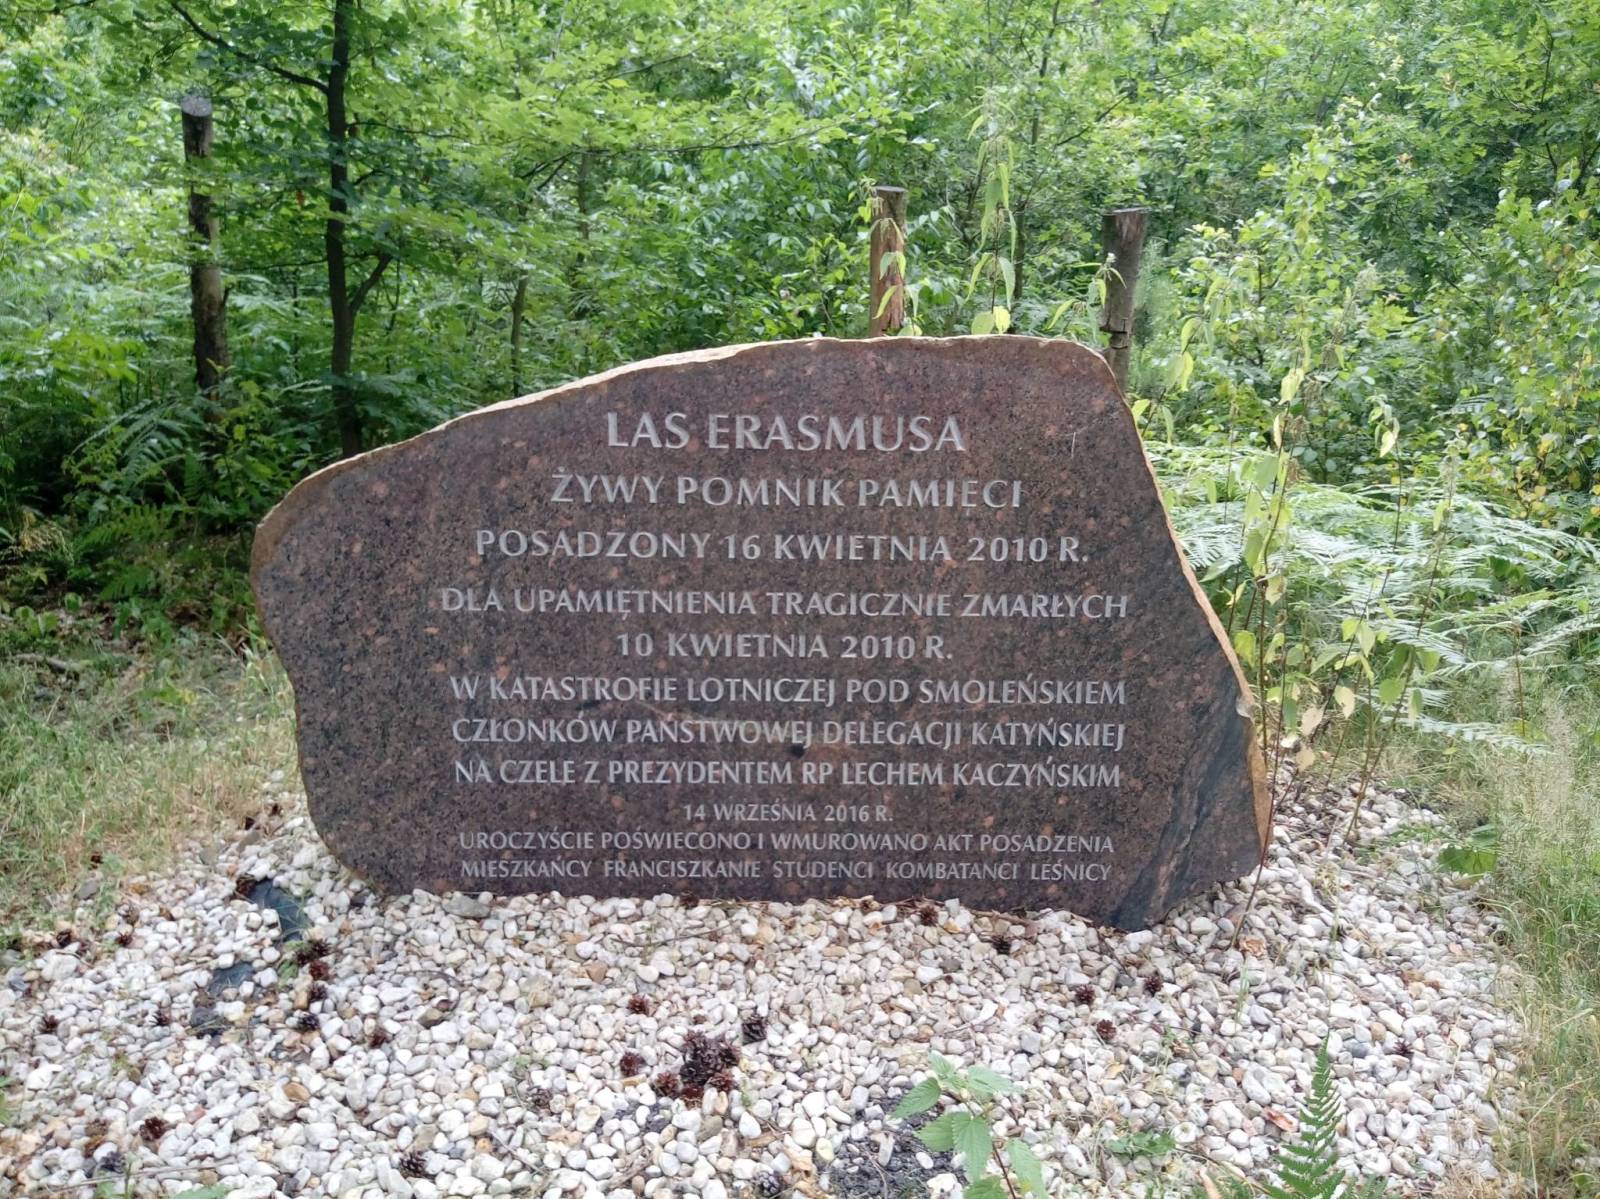 LAS ERASMUSA
ŻYWY POMNIK PAMIECI
POSADZONY 16 KWIETNIA 2010 R.
DLA UPAMIĘTNIENIA TRAGICZNIE ZMARŁYCH
10 KWIETNIA 2010 R.
W KATASTROFIE LOTNICZEJ POD SMOLEŃSKIEM
CZŁONKÓW PAŃSTWOWEJ DELEGACJI KATYŃSKIEJ
NA CZELE Z PREZYDENTEM RP LECHEM KACZYŃSKIM
14 WRZEŚNIA 2016 R.
UROCZYŚCIE POŚWIECONO I WMUROWANO AKT POSADZENIA
MIESZKAŃCY FRANCISZKANIE STUDENCI KOMBATANCI LEŚNICY